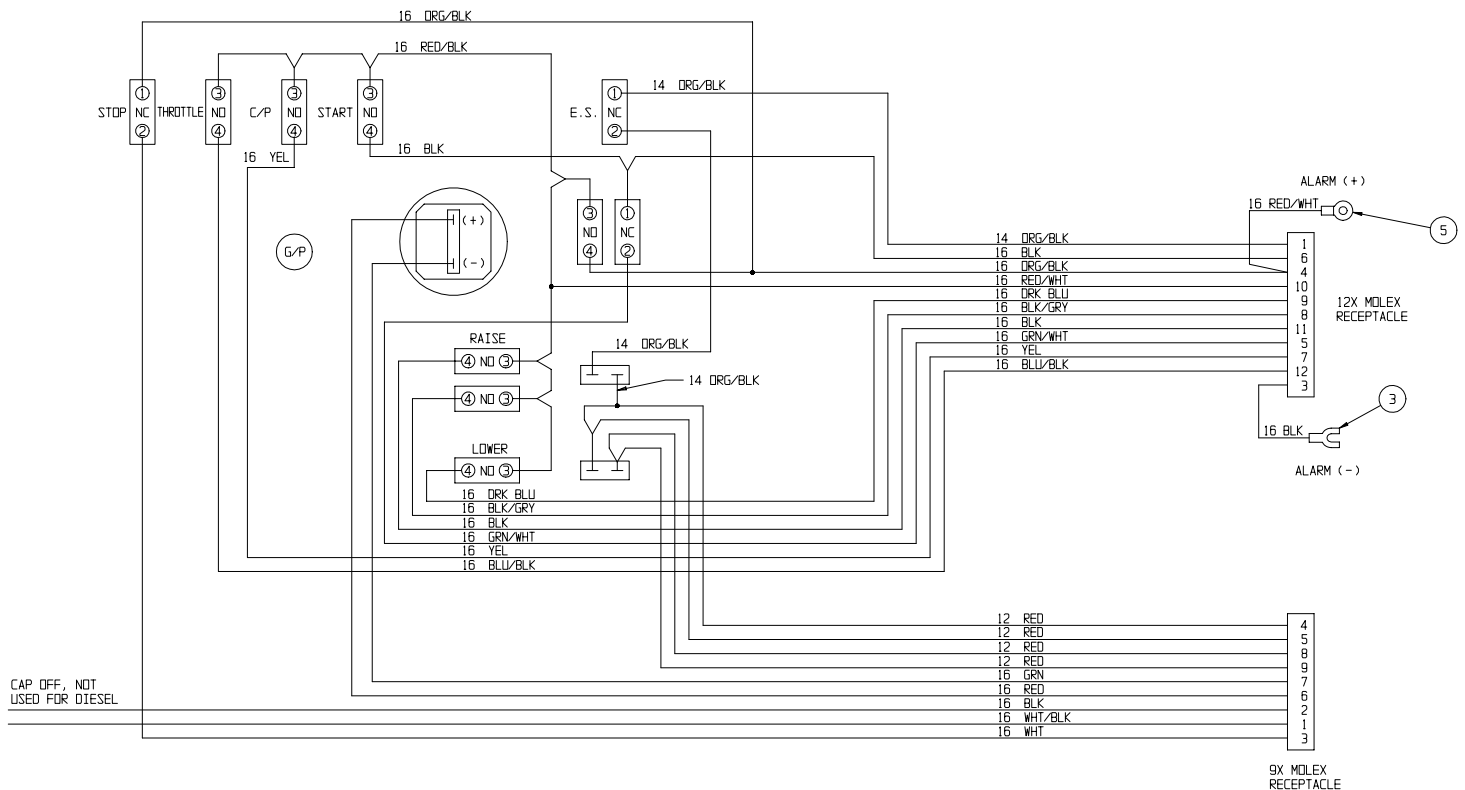 16 ORG/BLK
16 RED/BLK
STOP
1
NC
2
THROTTLE
3
NO
4
C/P
3
NO
4
START
3
NO
4
E.S.
1
NC
2
14 ORG/BLK
16 BLK
16 YEL
G/P
(+)
(-)
3
NO
4
1
NC
2
ALARM (+)
16 RED/WHT
5
14 ORG/BLK 1
16 BLK 6
16 ORG/BLK 4
16 RED/WHT 10
16 DRK BLU 9
16 BLK/GRY 8
16 BLK 11
16 GRN/WHT 5
16 YEL 7
16 BLU/BLK 12
3
12X MOLEX
RECEPTACLE
RAISE
4 NO 3
4 NO 3
LOWER
4 NO 3
14 ORG/BLK
14 ORG/BLK
3
16 BLK
ALARM (-)
16 DRK BLU
16 BLK/GRY
16 BLK
16 GRN/WHT
16 YEL
16 BLU/BLK
12 RED 4
12 RED 5
12 RED 8
12 RED 9
16 GRN 7
16 RED 6
16 BLK 2
16 WHT/BLK 1
16 WHT 3
CAP OFF, NOT
USED FOR DIESEL
9X MOLEX
RECEPTACLE